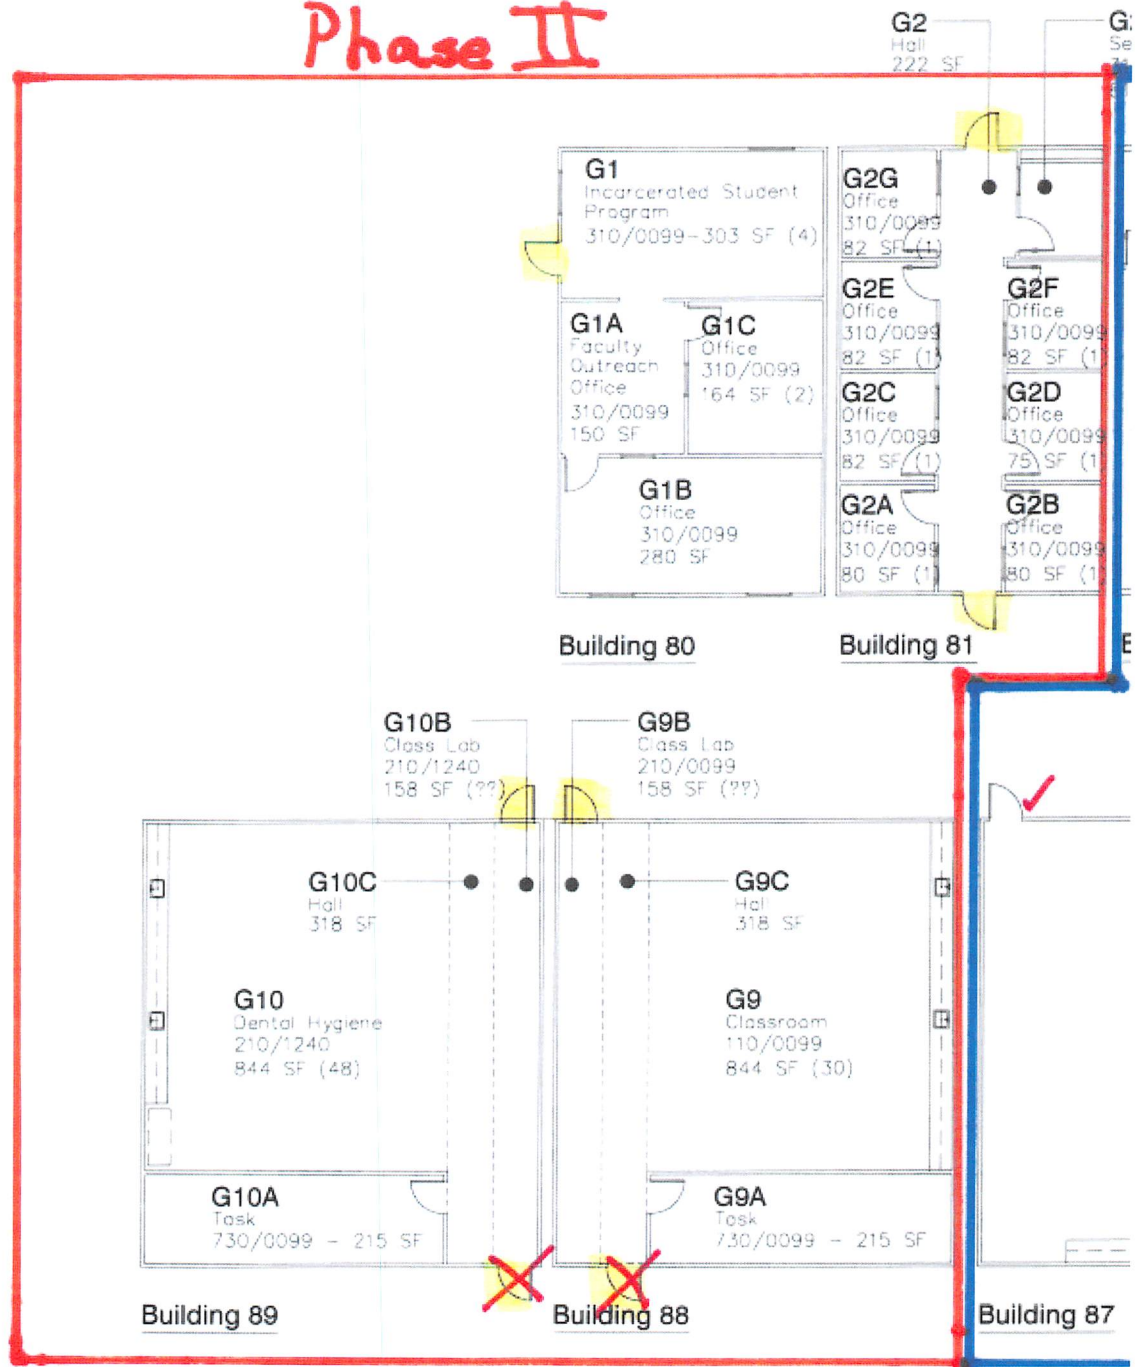 Phase II
G2
Hall
222 SF
G1
Incarcerated Student
Program
310/0099-303 SF (4)
G1A
Faculty
Outreach
Office
310/0099
150 SF
G1C
Office
310/0099
164 SF (2)
G1B
Office
310/0099
280 SF
G2G
Office
310/0099
82 SF (1)
G2E
Office
310/0099
82 SF (1)
G2F
Office
310/0099
82 SF (1
G2C
Office
310/0099
82 SF (1)
G2D
Office
310/0099
75 SF (1
G2A
Office
310/0099
80 SF (1)
G2B
Office
310/0099
80 SF (1
Building 80
Building 81
G10B
Class Lab
210/1240
158 SF (??)
G9B
Class Lab
210/0099
158 SF (??)
G10C
Hall
318 SF
G9C
Hall
318 SF
G10
Dental Hygiene
210/1240
844 SF (48)
G9
Classroom
110/0099
844 SF (30)
G10A
Task
730/0099 - 215 SF
G9A
Task
730/0099 - 215 SF
Building 89
Building 88
Building 87